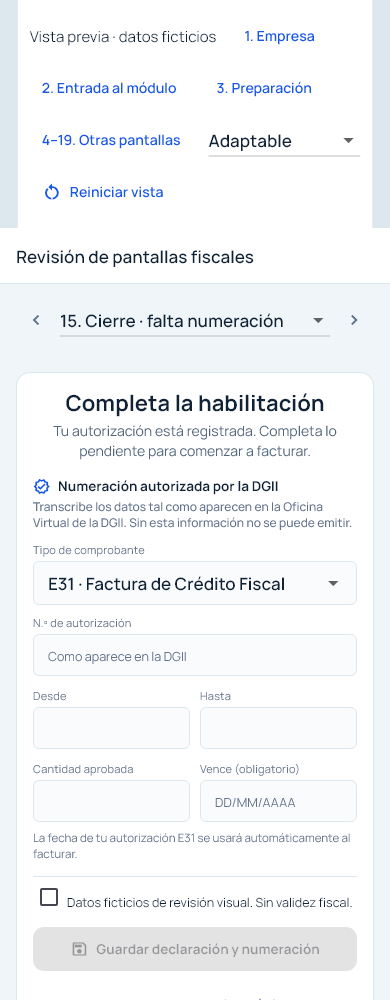 Vista previa · datos ficticios
1. Empresa
2. Entrada al módulo
3. Preparación
4–19. Otras pantallas
Adaptable
Reiniciar vista
Revisión de pantallas fiscales
15. Cierre · falta numeración
Completa la habilitación
Tu autorización está registrada. Completa lo
pendiente para comenzar a facturar.
Numeración autorizada por la DGII
Transcribe los datos tal como aparecen en la Oficina
Virtual de la DGII. Sin esta información no se puede emitir.
Tipo de comprobante
E31 · Factura de Crédito Fiscal
N.º de autorización
Como aparece en la DGII
Desde
Hasta
Cantidad aprobada
Vence (obligatorio)
DD/MM/AAAA
La fecha de tu autorización E31 se usará automáticamente al
facturar.
Datos ficticios de revisión visual. Sin validez fiscal.
Guardar declaración y numeración